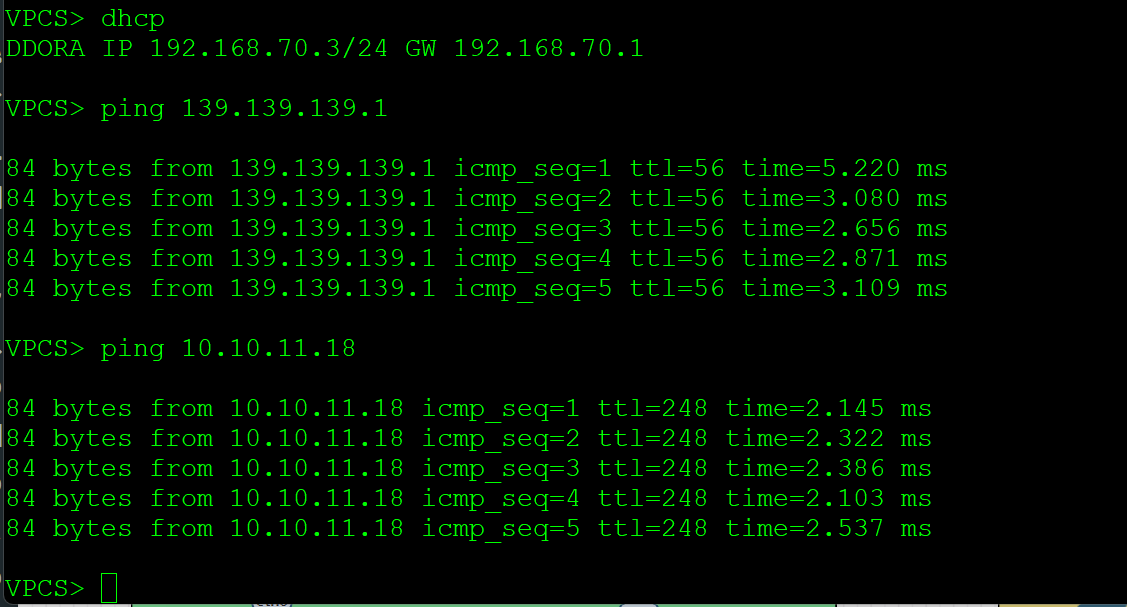 VPCS> dhcp
DDORA IP 192.168.70.3/24 GW 192.168.70.1
VPCS> ping 139.139.139.1
84 bytes from 139.139.139.1 icmp_seq=1 ttl=56 time=5.220 ms
84 bytes from 139.139.139.1 icmp_seq=2 ttl=56 time=3.080 ms
84 bytes from 139.139.139.1 icmp_seq=3 ttl=56 time=2.656 ms
84 bytes from 139.139.139.1 icmp_seq=4 ttl=56 time=2.871 ms
84 bytes from 139.139.139.1 icmp_seq=5 ttl=56 time=3.109 ms
VPCS> ping 10.10.11.18
84 bytes from 10.10.11.18 icmp_seq=1 ttl=248 time=2.145 ms
84 bytes from 10.10.11.18 icmp_seq=2 ttl=248 time=2.322 ms
84 bytes from 10.10.11.18 icmp_seq=3 ttl=248 time=2.386 ms
84 bytes from 10.10.11.18 icmp_seq=4 ttl=248 time=2.103 ms
84 bytes from 10.10.11.18 icmp_seq=5 ttl=248 time=2.537 ms
VPCS>